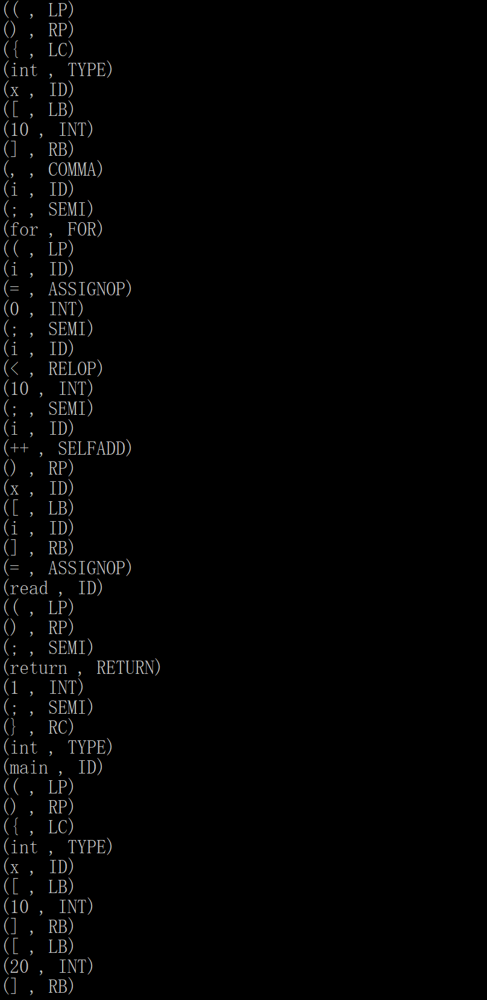 (( , LP)
() , RP)
({ , LC)
(int , TYPE)
(x , ID)
([ , LB)
(10 , INT)
(] , RB)
(, , COMMA)
(i , ID)
(; , SEMI)
(for , FOR)
(( , LP)
(i , ID)
(= , ASSIGNOP)
(0 , INT)
(; , SEMI)
(i , ID)
(< , RELOP)
(10 , INT)
(; , SEMI)
(i , ID)
(++ , SELFADD)
() , RP)
(x , ID)
([ , LB)
(i , ID)
(] , RB)
(= , ASSIGNOP)
(read , ID)
(( , LP)
() , RP)
(; , SEMI)
(return , RETURN)
(1 , INT)
(; , SEMI)
(} , RC)
(int , TYPE)
(main , ID)
(( , LP)
() , RP)
({ , LC)
(int , TYPE)
(x , ID)
([ , LB)
(10 , INT)
(] , RB)
([ , LB)
(20 , INT)
(] , RB)